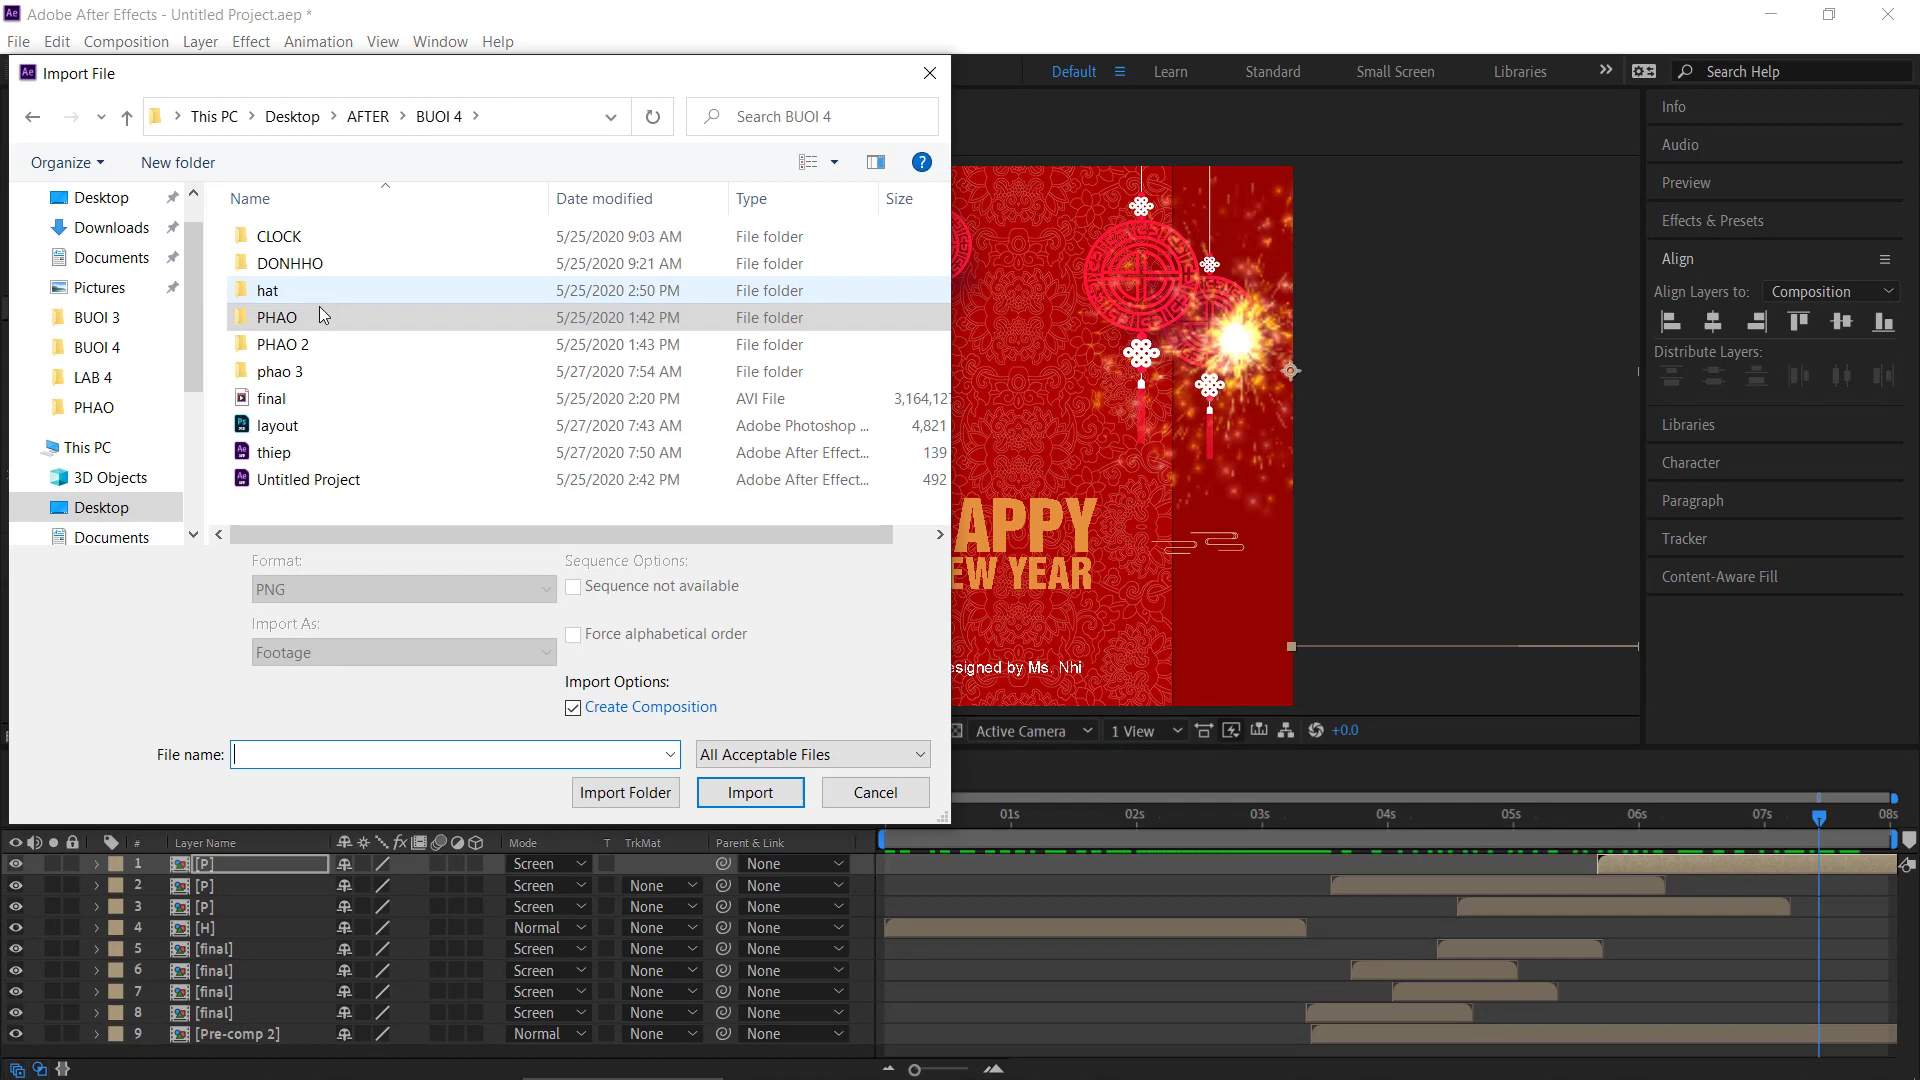 Adobe After Effects - Untitled Project.aep *
File Edit Composition Layer Effect Animation View Window Help
Import File
Default Learn Standard Small Screen Libraries Search Help
This PC Desktop AFTER BUOI 4 Search BUOI 4
Organize New folder
Name Date modified Type Size
CLOCK 5/25/2020 9:03 AM File folder
DONHHO 5/25/2020 9:21 AM File folder
hat 5/25/2020 2:50 PM File folder
PHAO 5/25/2020 1:42 PM File folder
PHAO 2 5/25/2020 1:43 PM File folder
phao 3 5/27/2020 7:54 AM File folder
final 5/25/2020 2:20 PM AVI File 3,164,127
layout 5/27/2020 7:43 AM Adobe Photoshop ... 4,821
thiep 5/27/2020 7:50 AM Adobe After Effect... 139
Untitled Project 5/25/2020 2:42 PM Adobe After Effect... 492
Desktop
Downloads
Documents
Pictures
BUOI 3
BUOI 4
LAB 4
PHAO
This PC
3D Objects
Desktop
Documents
Format:
PNG
Import As:
Footage
Sequence Options:
Sequence not available
Force alphabetical order
Import Options:
Create Composition
File name: All Acceptable Files
Import Folder Import Cancel
APPY
EW YEAR
esigned by Ms. Nhi
Active Camera 1 View +0.0
Info
Audio
Preview
Effects & Presets
Align
Align Layers to: Composition
Distribute Layers:
Libraries
Character
Paragraph
Tracker
Content-Aware Fill
01s 02s 03s 04s 05s 06s 07s 08s
# Layer Name Mode T TrkMat Parent & Link
1 [P] Screen None
2 [P] Screen None None
3 [P] Screen None None
4 [H] Normal None None
5 [final] Screen None None
6 [final] Screen None None
7 [final] Screen None None
8 [final] Screen None None
9 [Pre-comp 2] Normal None None